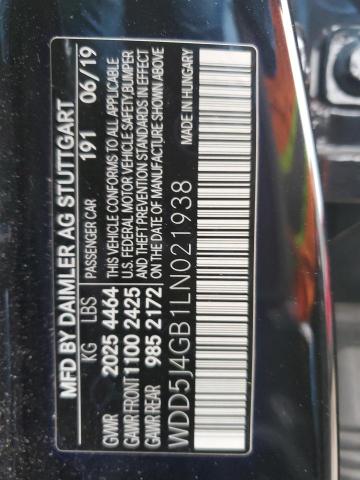 MFD BY DAIMLER AG STUTTGART
PASSENGER CAR 191 06/19
KG LBS
GVWR 2025 4464
GAWR FRONT 1100 2425
GAWR REAR 985 2172
THIS VEHICLE CONFORMS TO ALL APPLICABLE
U.S. FEDERAL MOTOR VEHICLE SAFETY, BUMPER
AND THEFT PREVENTION STANDARDS IN EFFECT
ON THE DATE OF MANUFACTURE SHOWN ABOVE.
MADE IN HUNGARY
WDD5J4GB1LN021938